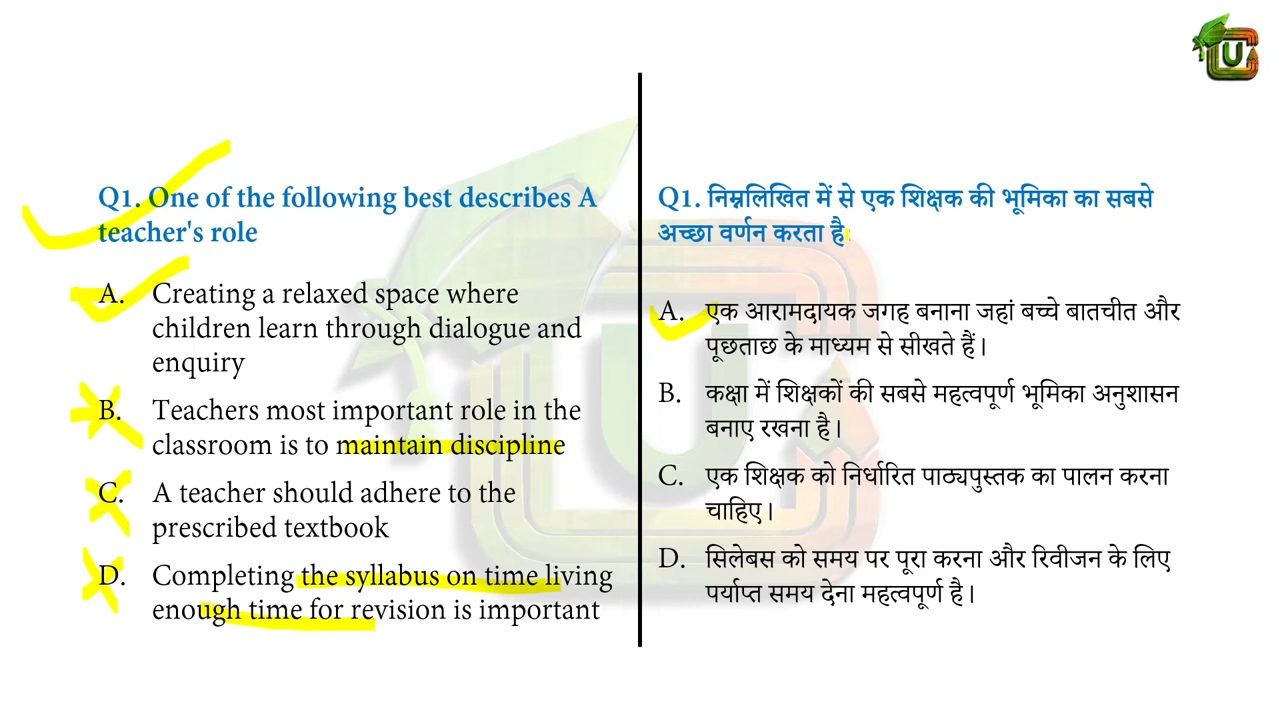 U
Q1. One of the following best describes A
teacher's role
A. Creating a relaxed space where
children learn through dialogue and
enquiry
B. Teachers most important role in the
classroom is to maintain discipline
C. A teacher should adhere to the
prescribed textbook
D. Completing the syllabus on time living
enough time for revision is important
Q1. निम्नलिखित में से एक शिक्षक की भूमिका का सबसे
अच्छा वर्णन करता है
A. एक आरामदायक जगह बनाना जहां बच्चे बातचीत और
पूछताछ के माध्यम से सीखते हैं।
B. कक्षा में शिक्षकों की सबसे महत्वपूर्ण भूमिका अनुशासन
बनाए रखना है।
C. एक शिक्षक को निर्धारित पाठ्यपुस्तक का पालन करना
चाहिए।
D. सिलेबस को समय पर पूरा करना और रिवीजन के लिए
पर्याप्त समय देना महत्वपूर्ण है।